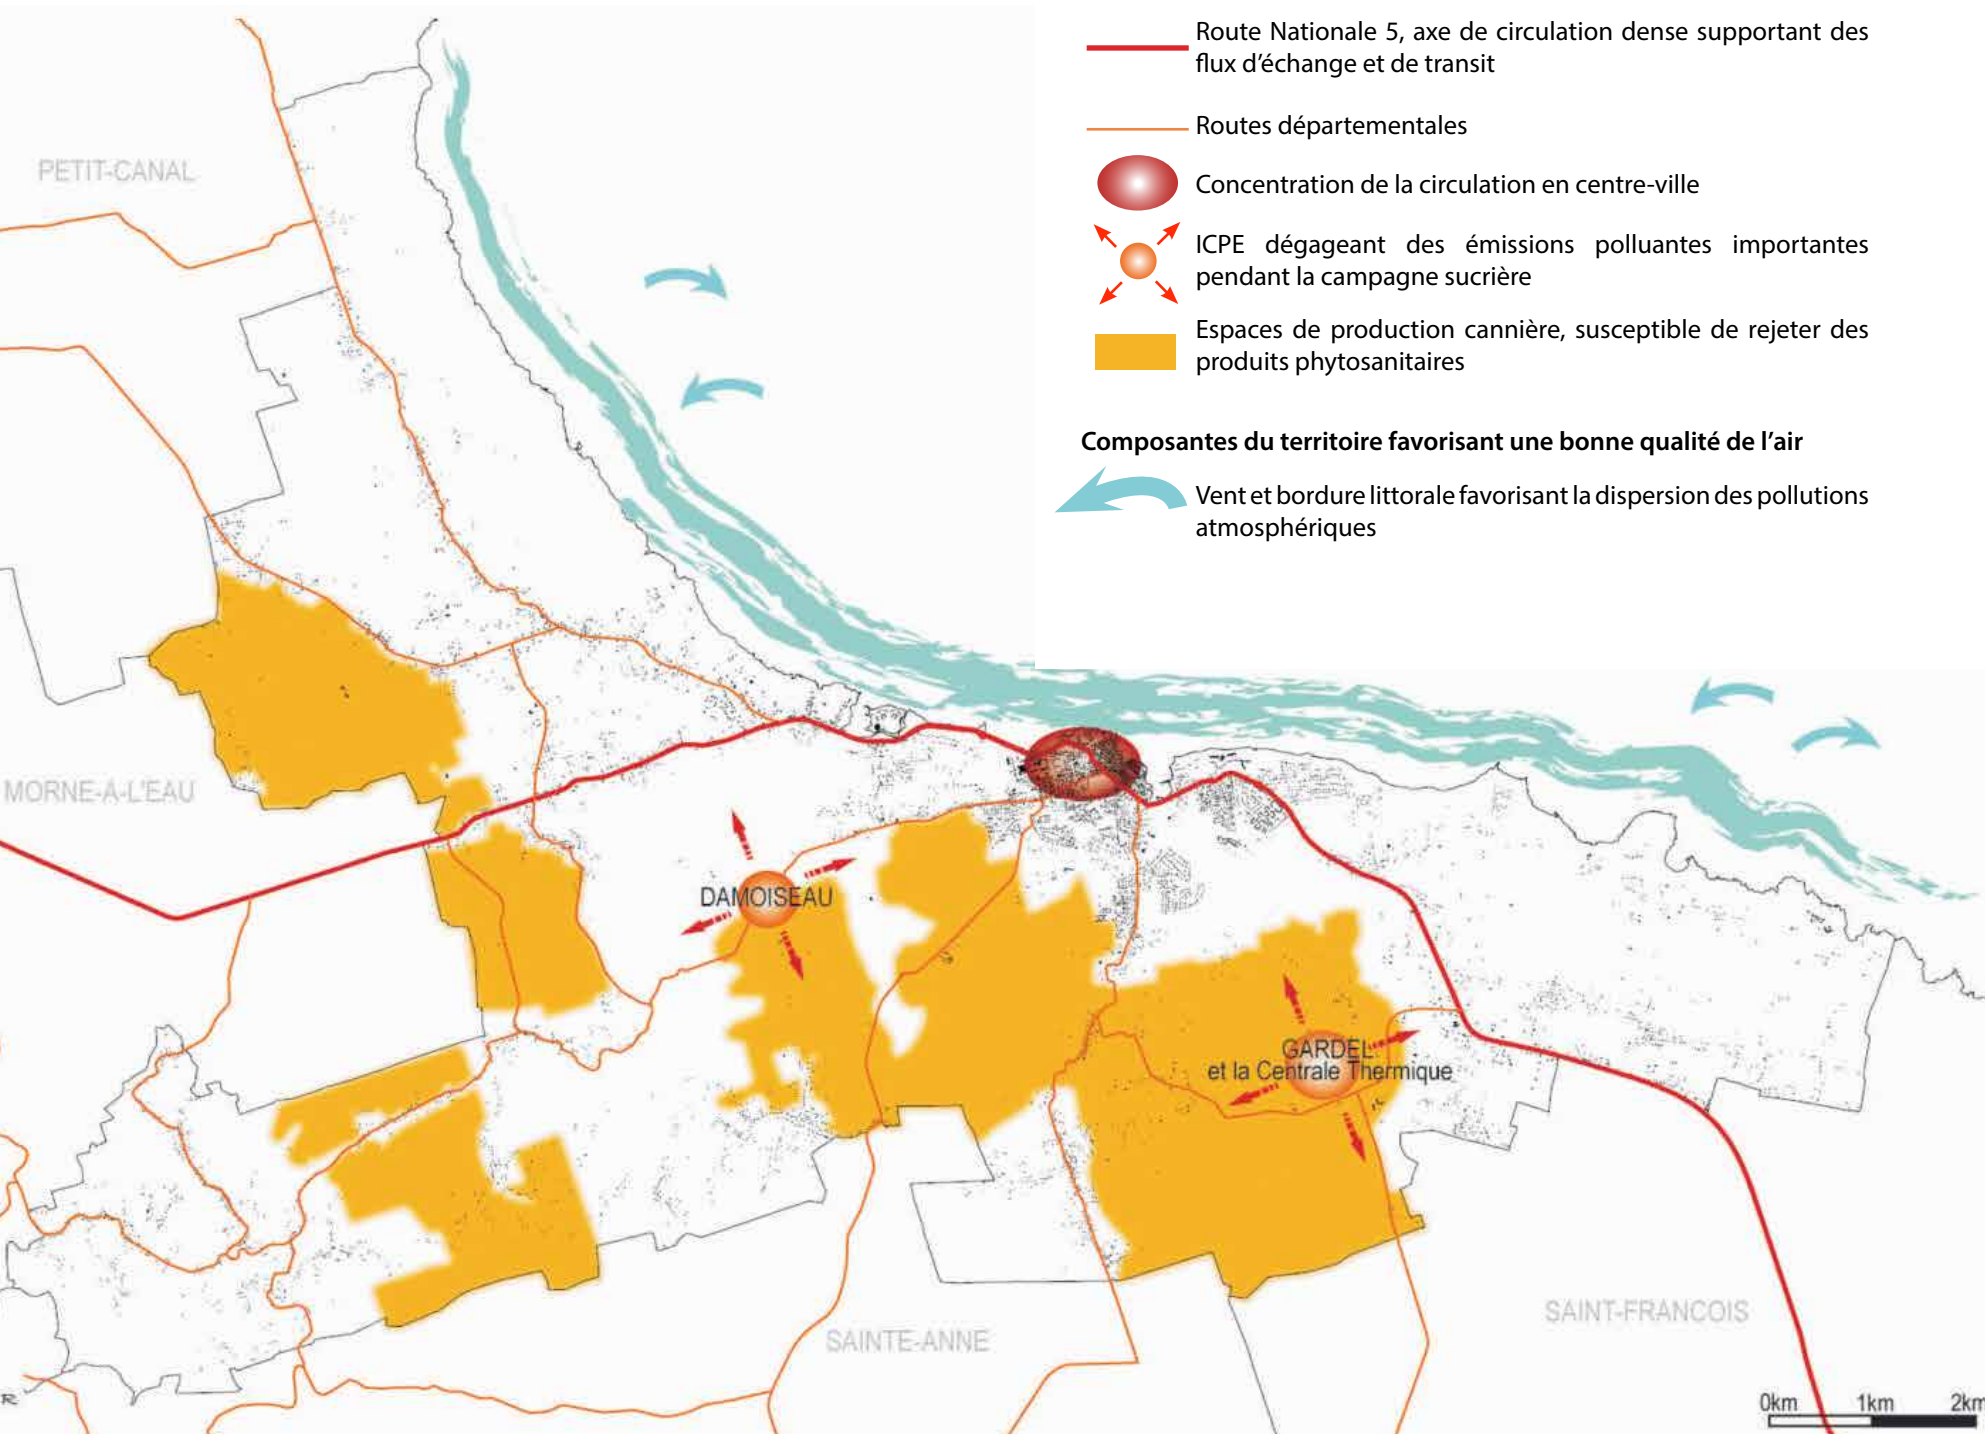 Route Nationale 5, axe de circulation dense supportant des
flux d'échange et de transit
Routes départementales
Concentration de la circulation en centre-ville
ICPE dégageant des émissions polluantes importantes
pendant la campagne sucrière
Espaces de production cannière, susceptible de rejeter des
produits phytosanitaires
Composantes du territoire favorisant une bonne qualité de l'air
Vent et bordure littorale favorisant la dispersion des pollutions
atmosphériques
PETIT-CANAL
MORNE-A-L'EAU
DAMOISEAU
GARDEL
et la Centrale Thermique
SAINTE-ANNE
SAINT-FRANCOIS
R
0km 1km 2km